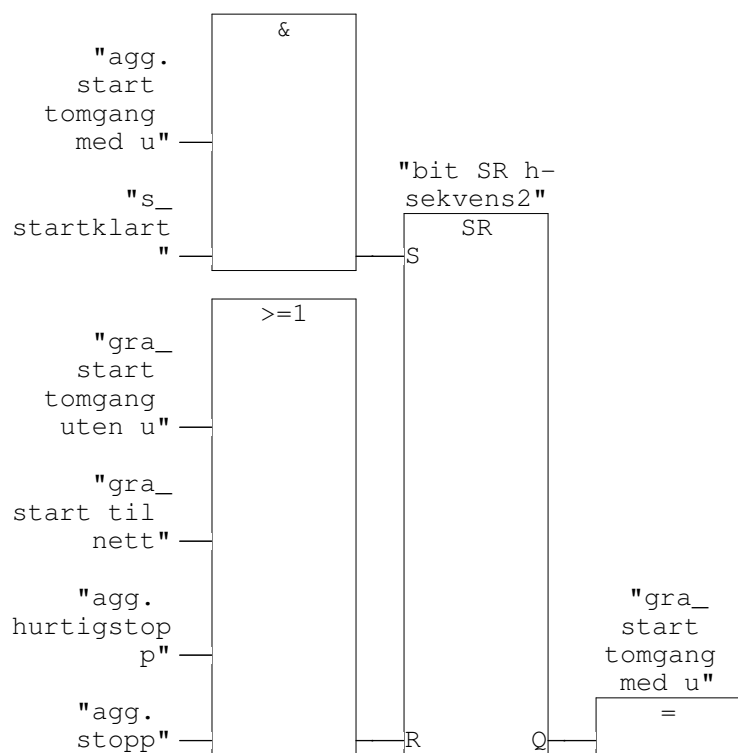 &
"agg.
start
tomgang
med u"
"s_
startklart
"
"bit SR h-
sekvens2"
SR
S
>=1
"gra_
start
tomgang
uten u"
"gra_
start til
nett"
"agg.
hurtigstop
p"
"agg.
stopp"
R
Q
"gra_
start
tomgang
med u"
=